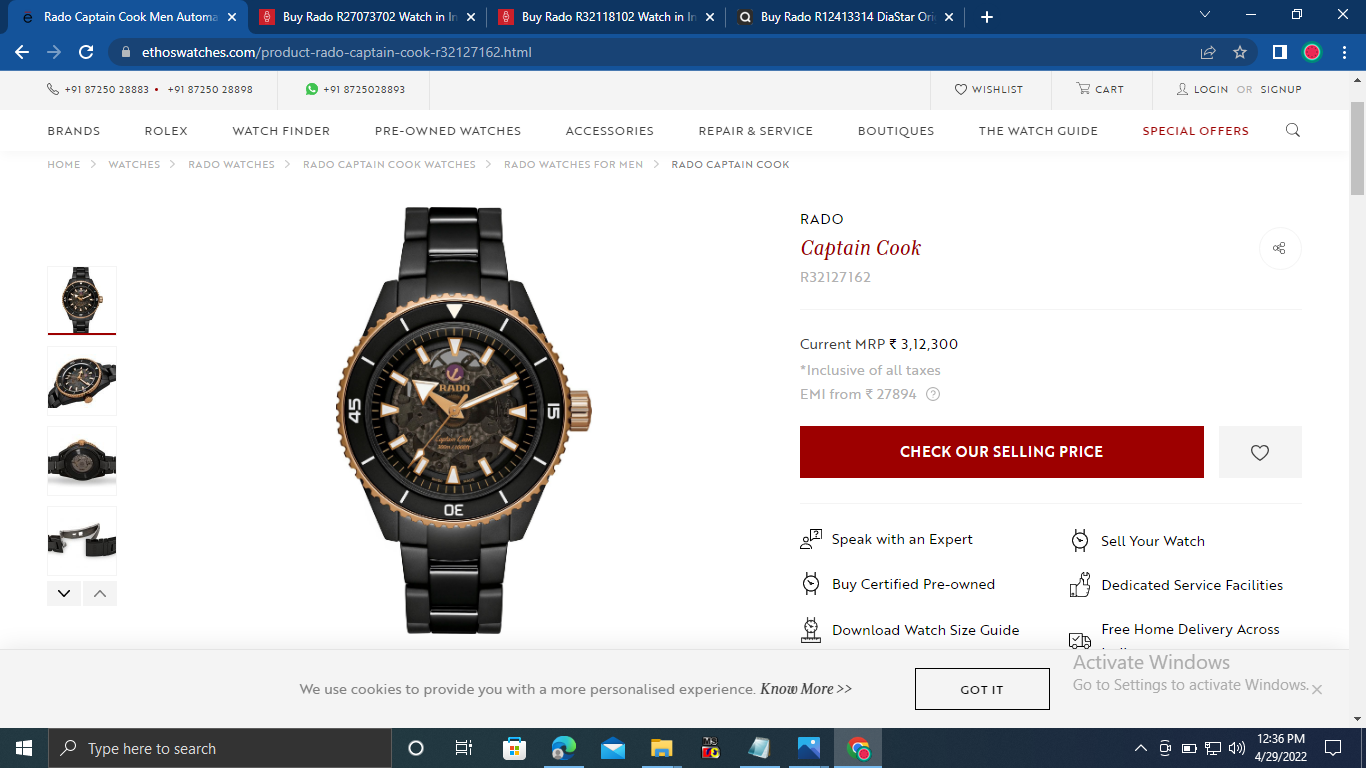 Rado Captain Cook Men Automa
Buy Rado R27073702 Watch in In
Buy Rado R32118102 Watch in In
Buy Rado R12413314 DiaStar Ori
ethoswatches.com/product-rado-captain-cook-r32127162.html
+91 87250 28883 • +91 87250 28898
+91 8725028893
WISHLIST
CART
LOGIN OR SIGNUP
BRANDS
ROLEX
WATCH FINDER
PRE-OWNED WATCHES
ACCESSORIES
REPAIR & SERVICE
BOUTIQUES
THE WATCH GUIDE
SPECIAL OFFERS
HOME > WATCHES > RADO WATCHES > RADO CAPTAIN COOK WATCHES > RADO WATCHES FOR MEN > RADO CAPTAIN COOK
RADO
Captain Cook
R32127162
Current MRP ₹ 3,12,300
*Inclusive of all taxes
EMI from ₹ 27894
CHECK OUR SELLING PRICE
Speak with an Expert
Sell Your Watch
Buy Certified Pre-owned
Dedicated Service Facilities
Download Watch Size Guide
Free Home Delivery Across
RADO
45
15
Captain Cook
30
We use cookies to provide you with a more personalised experience. Know More >>
GOT IT
Activate Windows
Go to Settings to activate Windows.
Type here to search
12:36 PM
4/29/2022